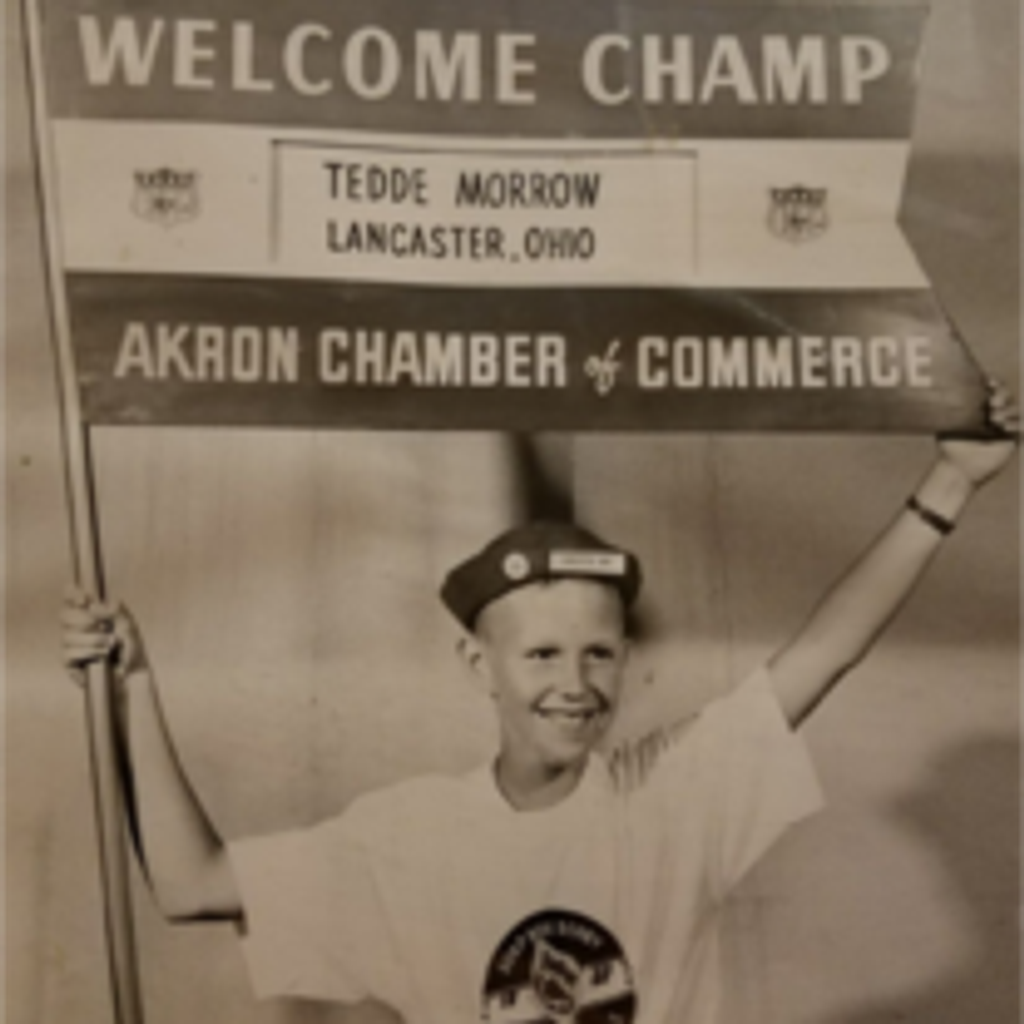 WELCOME CHAMP
TEDDE MORROW
LANCASTER, OHIO
AKRON CHAMBER of COMMERCE